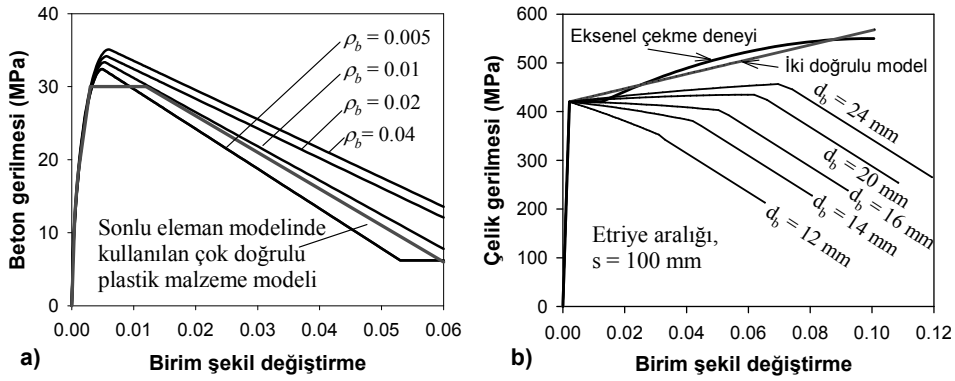 Beton gerilmesi (MPa)
40
30
20
10
0
0.00 0.01 0.02 0.03 0.04 0.05 0.06
Birim şekil değiştirme
a)
ρb = 0.005
ρb = 0.01
ρb = 0.02
ρb = 0.04
Sonlu eleman modelinde
kullanılan çok doğrulu
plastik malzeme modeli
Çelik gerilmesi (MPa)
600
500
400
300
200
100
0
0.00 0.02 0.04 0.06 0.08 0.10 0.12
Birim şekil değiştirme
b)
Eksenel çekme deneyi
İki doğrulu model
db = 24 mm
db = 20 mm
db = 16 mm
db = 14 mm
db = 12 mm
Etriye aralığı,
s = 100 mm